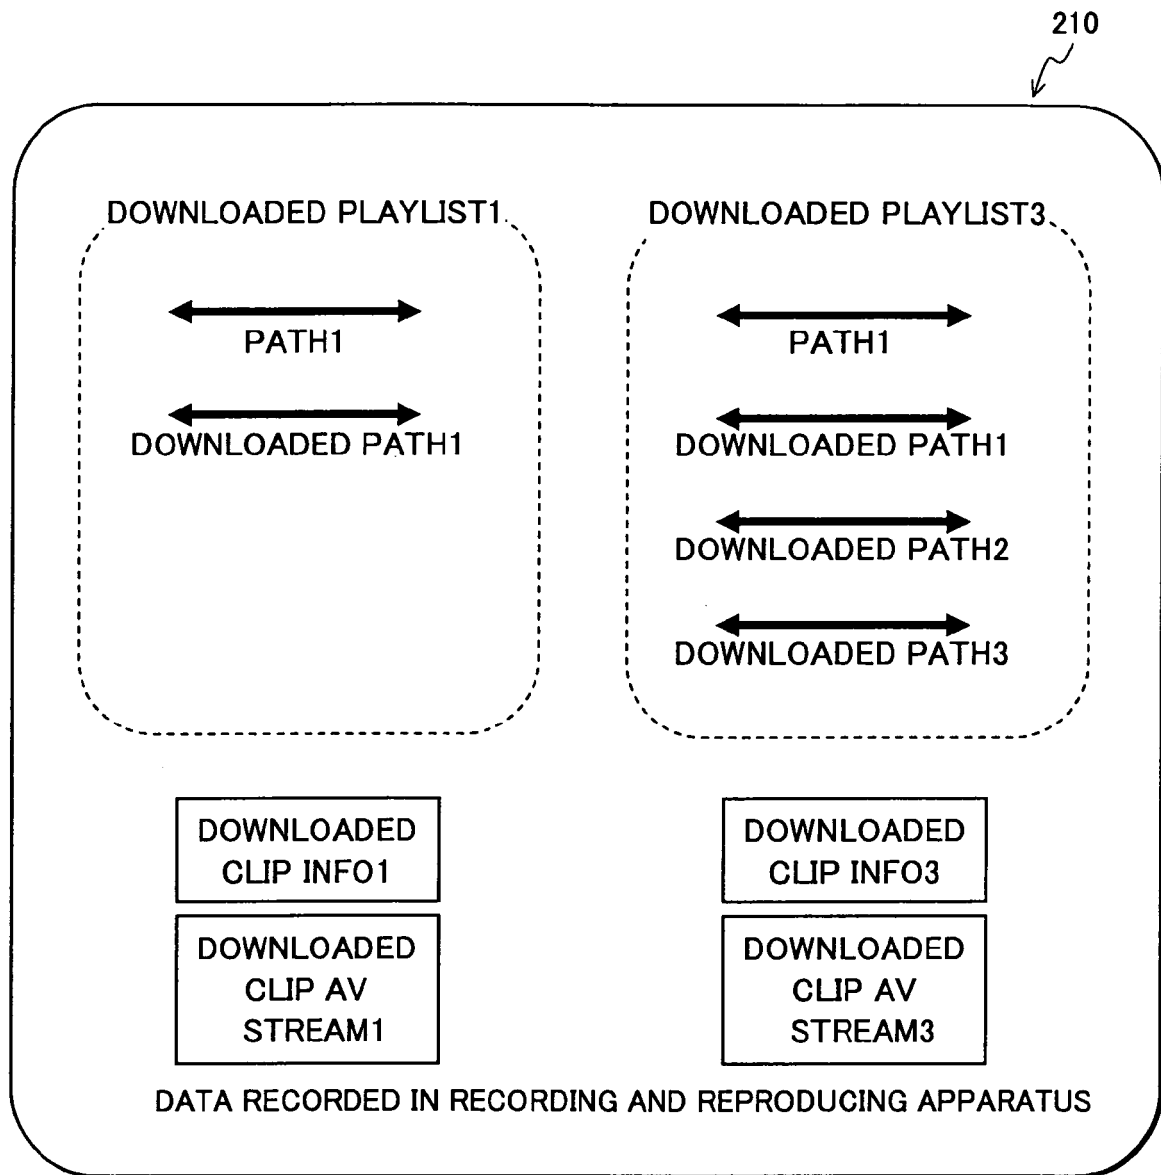 210
DOWNLOADED PLAYLIST1
PATH1
DOWNLOADED PATH1
DOWNLOADED PLAYLIST3
PATH1
DOWNLOADED PATH1
DOWNLOADED PATH2
DOWNLOADED PATH3
DOWNLOADED
CLIP INFO1
DOWNLOADED
CLIP AV
STREAM1
DOWNLOADED
CLIP INFO3
DOWNLOADED
CLIP AV
STREAM3
DATA RECORDED IN RECORDING AND REPRODUCING APPARATUS